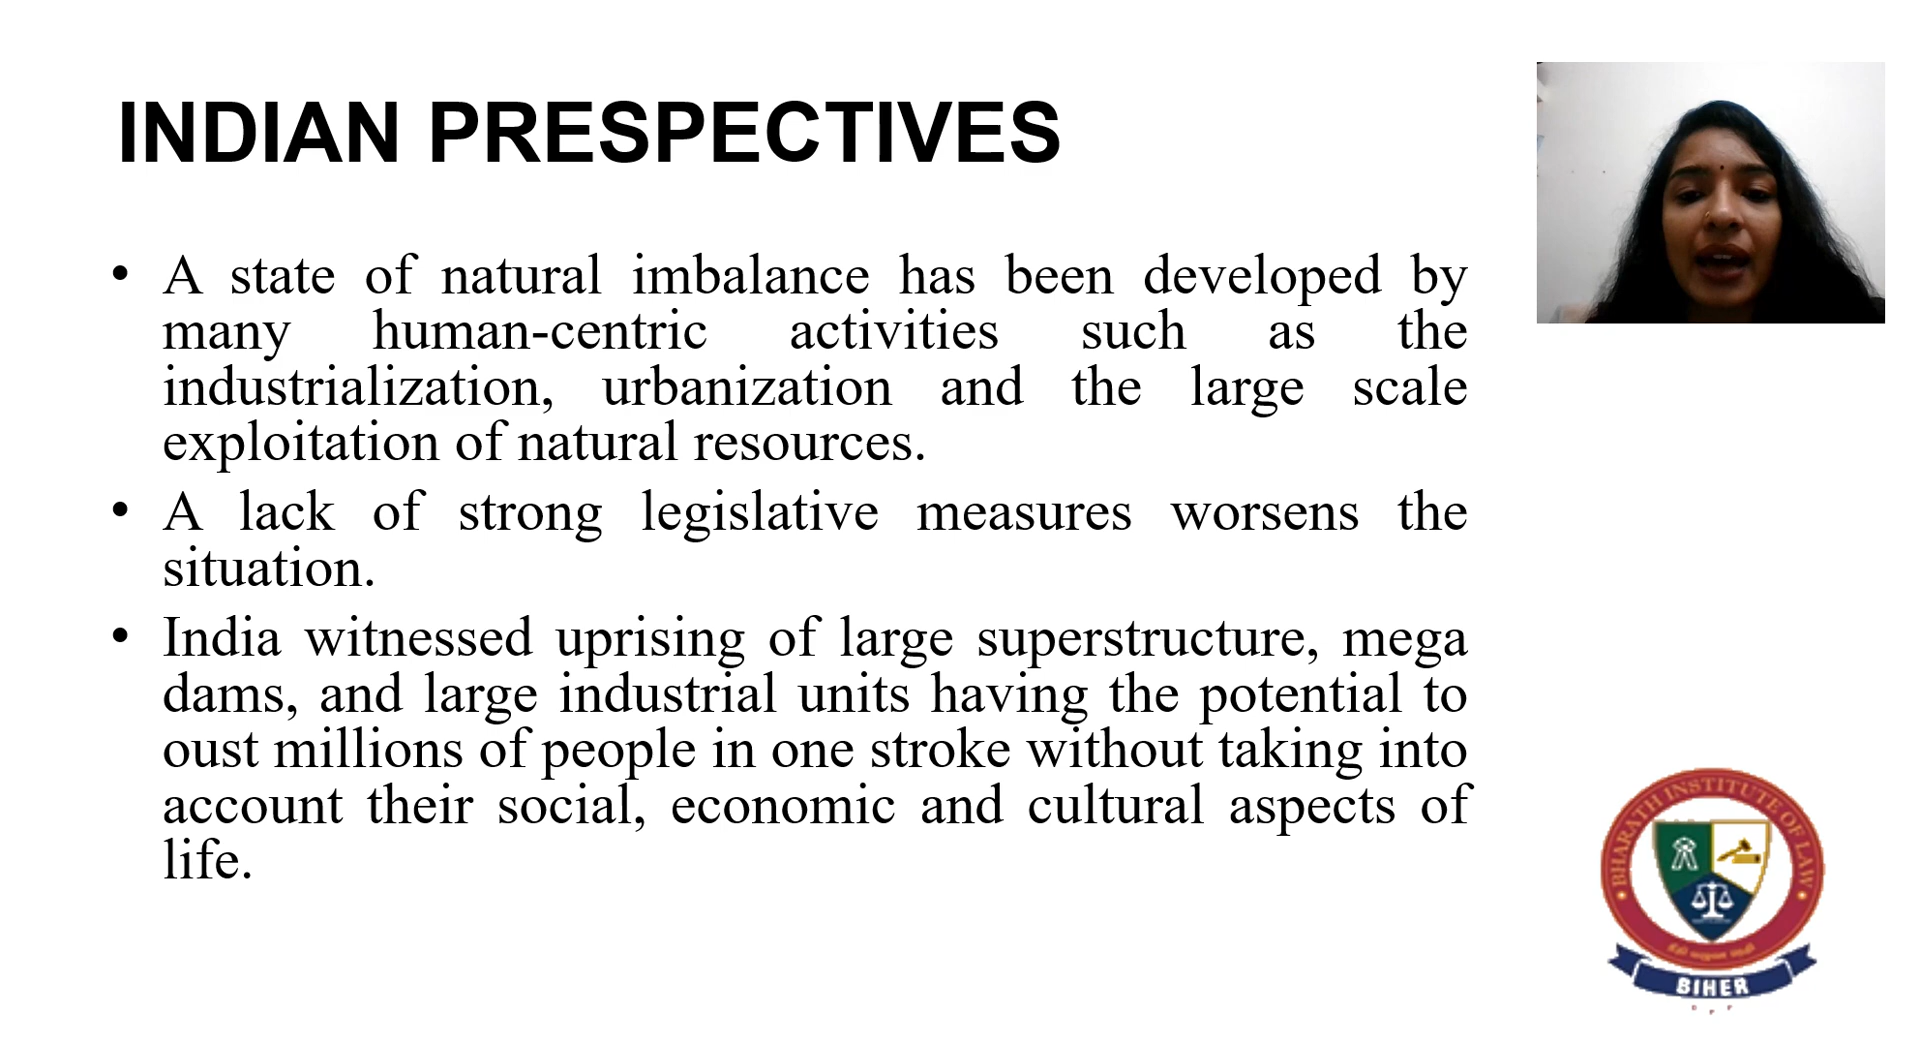 INDIAN PRESPECTIVES
• A state of natural imbalance has been developed by
many human-centric activities such as the
industrialization, urbanization and the large scale
exploitation of natural resources.
• A lack of strong legislative measures worsens the
situation.
• India witnessed uprising of large superstructure, mega
dams, and large industrial units having the potential to
oust millions of people in one stroke without taking into
account their social, economic and cultural aspects of
life.
BHARATH INSTITUTE OF LAW
BIHER